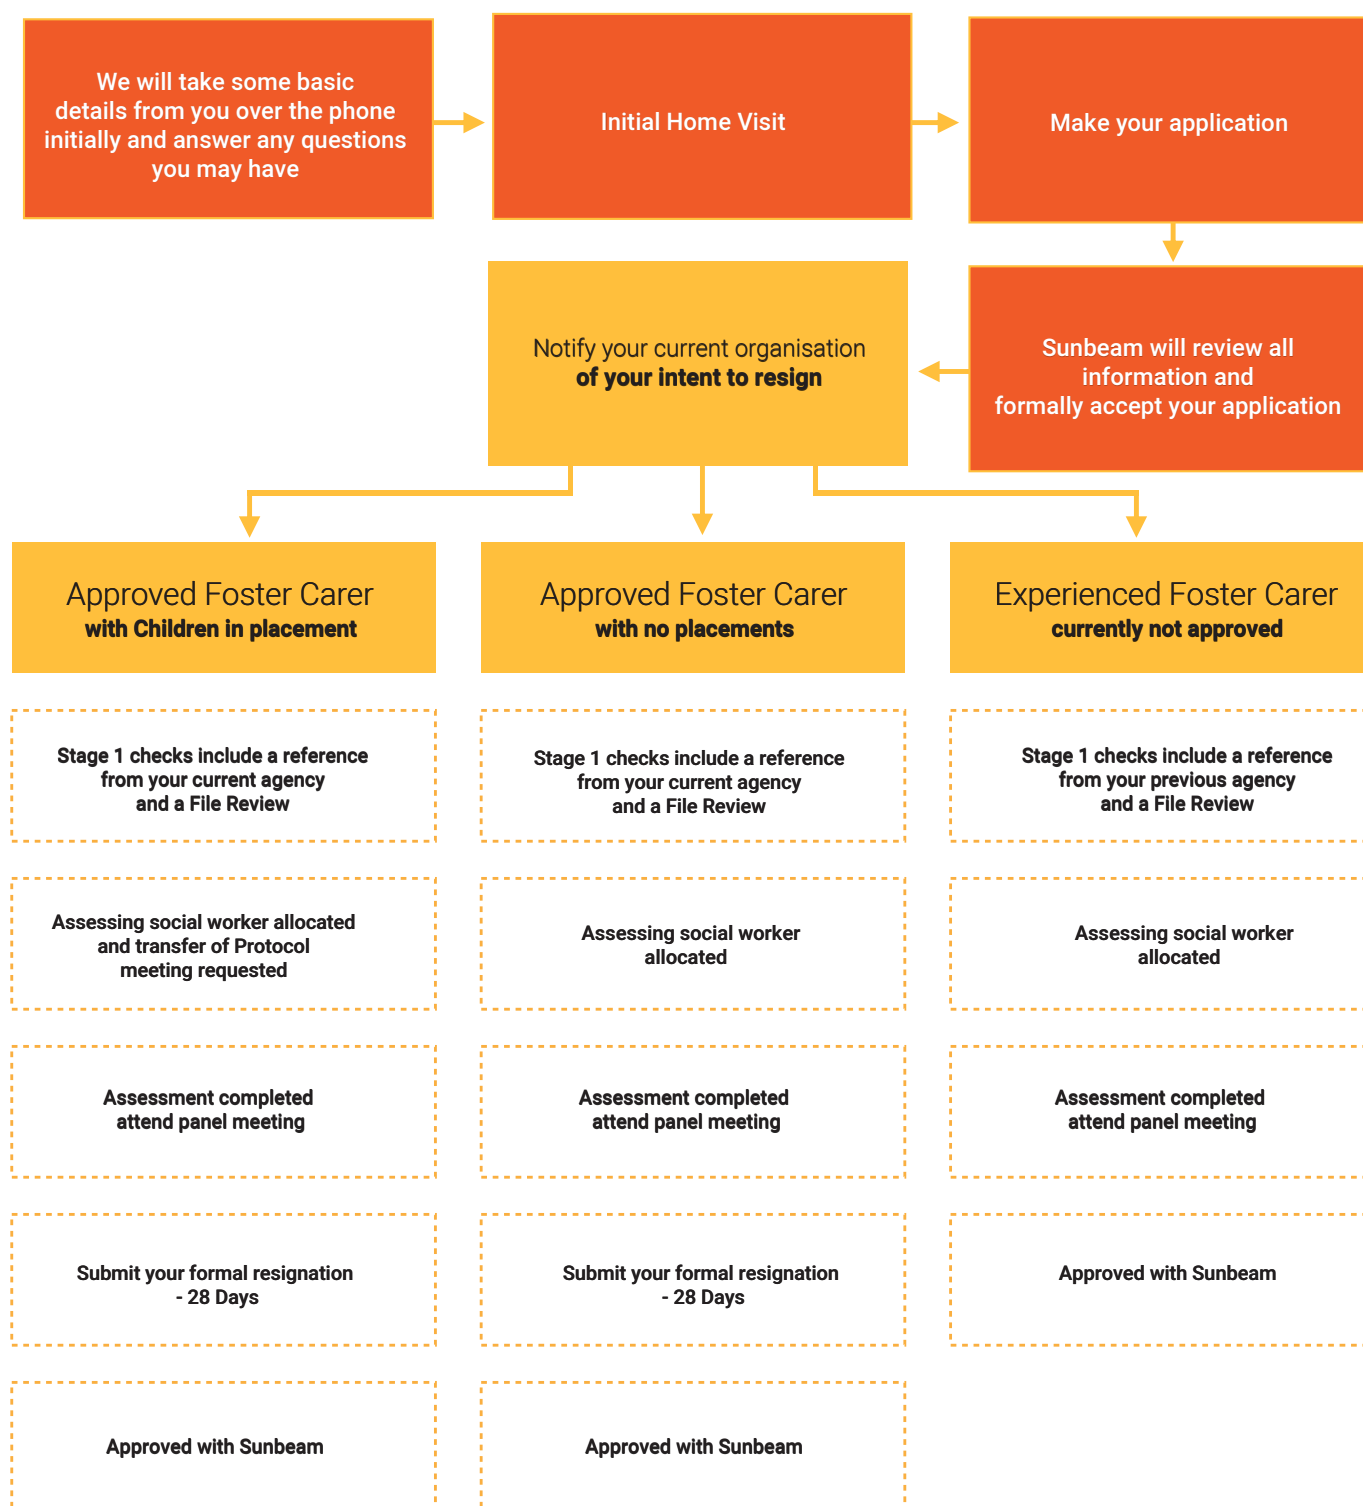 We will take some basic
details from you over the phone
initially and answer any questions
you may have
Initial Home Visit
Make your application
Sunbeam will review all
information and
formally accept your application
Notify your current organisation
of your intent to resign
Approved Foster Carer
with Children in placement
Stage 1 checks include a reference
from your current agency
and a File Review
Assessing social worker allocated
and transfer of Protocol
meeting requested
Assessment completed
attend panel meeting
Submit your formal resignation
- 28 Days
Approved with Sunbeam
Approved Foster Carer
with no placements
Stage 1 checks include a reference
from your current agency
and a File Review
Assessing social worker
allocated
Assessment completed
attend panel meeting
Submit your formal resignation
- 28 Days
Approved with Sunbeam
Experienced Foster Carer
currently not approved
Stage 1 checks include a reference
from your previous agency
and a File Review
Assessing social worker
allocated
Assessment completed
attend panel meeting
Approved with Sunbeam